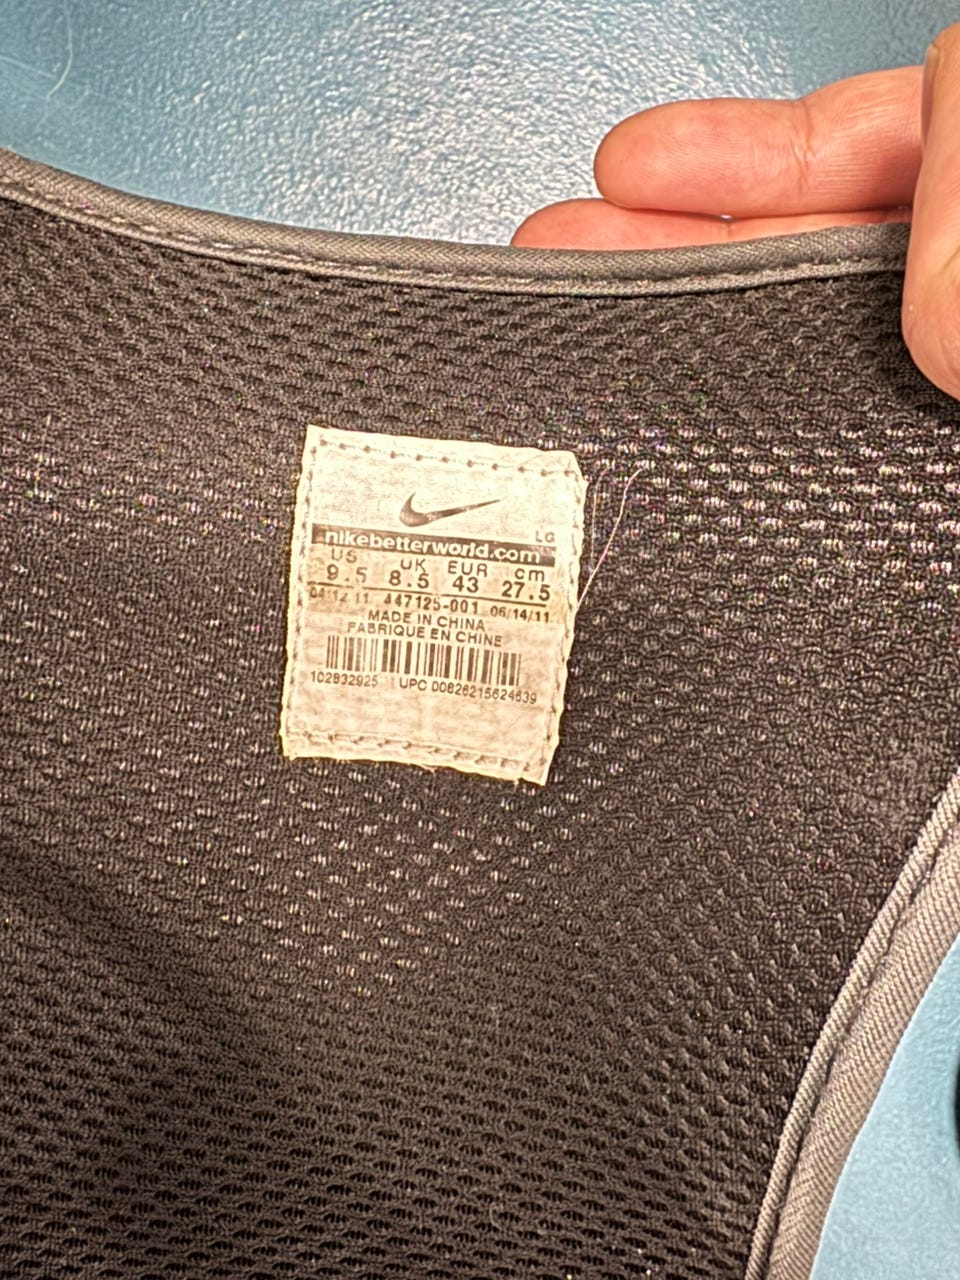 LG
nikebetterworld.com
US UK EUR cm
9.5 8.5 43 27.5
04/12/11 447125-001 06/14/11
MADE IN CHINA
FABRIQUE EN CHINE
102832925 UPC 00826215624639